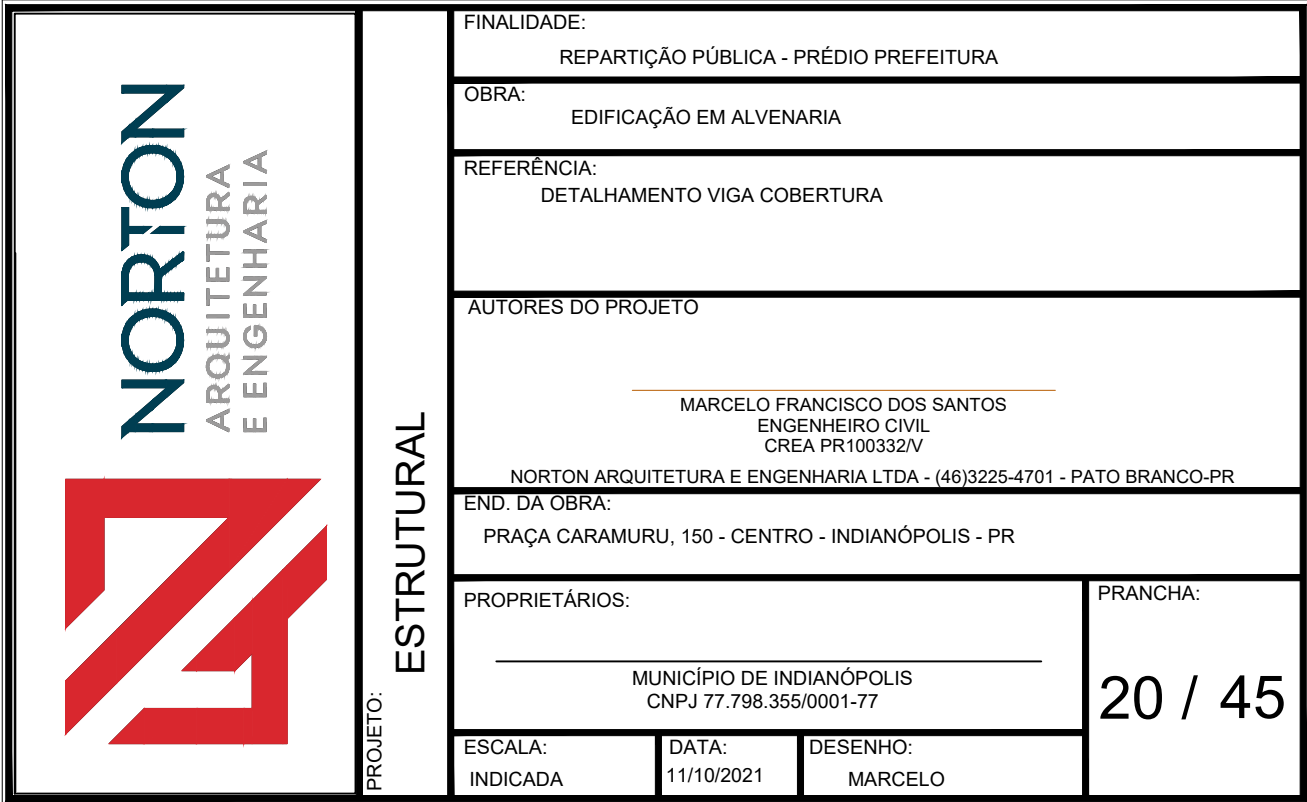 NORTON
ARQUITETURA
E ENGENHARIA
PROJETO:
ESTRUTURAL
FINALIDADE:
REPARTIÇÃO PÚBLICA - PRÉDIO PREFEITURA
OBRA:
EDIFICAÇÃO EM ALVENARIA
REFERÊNCIA:
DETALHAMENTO VIGA COBERTURA
AUTORES DO PROJETO
MARCELO FRANCISCO DOS SANTOS
ENGENHEIRO CIVIL
CREA PR100332/V
NORTON ARQUITETURA E ENGENHARIA LTDA - (46)3225-4701 - PATO BRANCO-PR
END. DA OBRA:
PRAÇA CARAMURU, 150 - CENTRO - INDIANÓPOLIS - PR
PROPRIETÁRIOS:
MUNICÍPIO DE INDIANÓPOLIS
CNPJ 77.798.355/0001-77
PRANCHA:
20 / 45
ESCALA:
INDICADA
DATA:
11/10/2021
DESENHO:
MARCELO